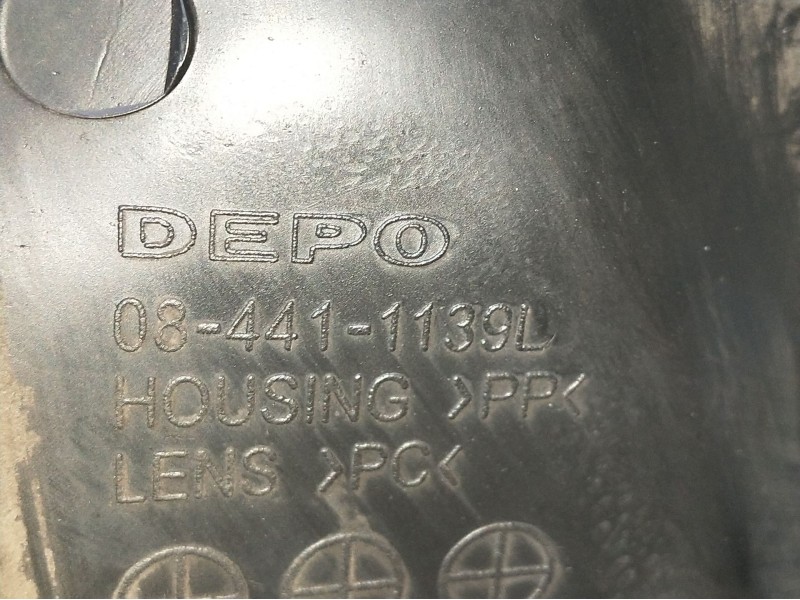 DEPO
08-441-1139L
HOUSING >PP<
LENS >PC<